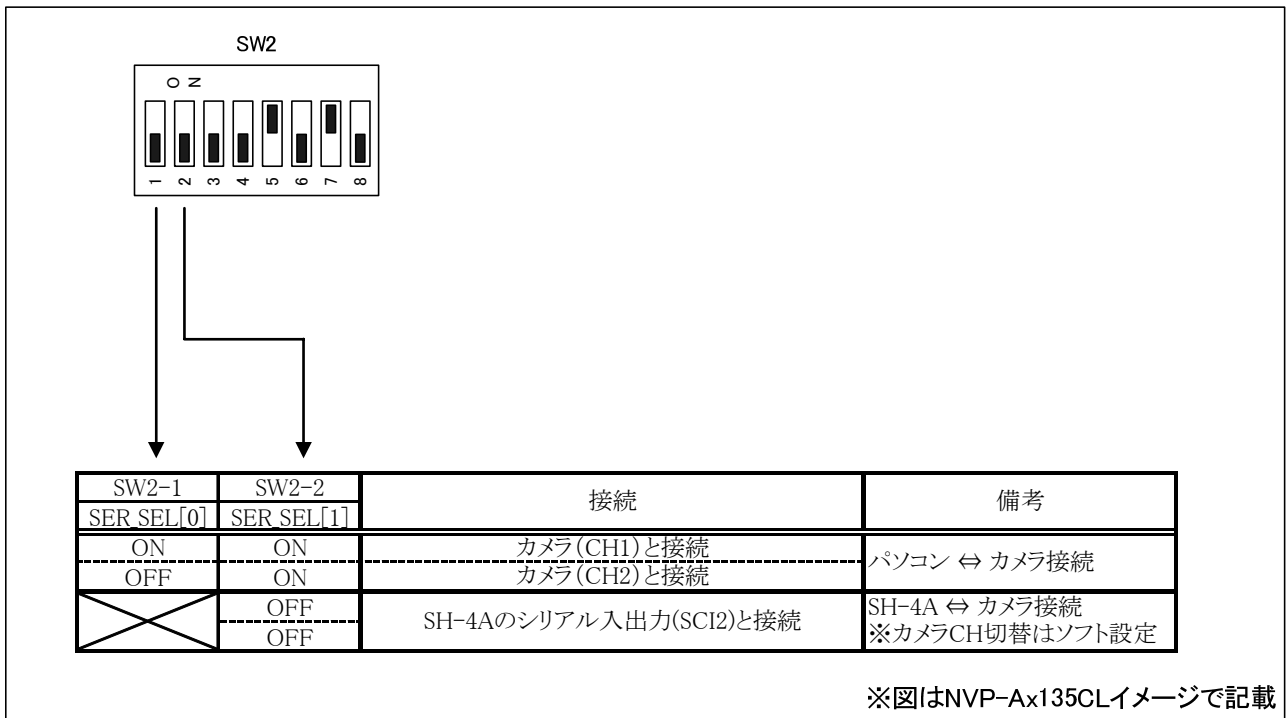 SW2
ON
1 2 3 4 5 6 7 8
SW2-1 SW2-2 接続 備考
SER_SEL[0] SER_SEL[1]
ON ON カメラ(CH1)と接続 パソコン ⇔ カメラ接続
OFF ON カメラ(CH2)と接続
OFF SH-4Aのシリアル入出力(SCI2)と接続 SH-4A ⇔ カメラ接続
OFF ※カメラCH切替はソフト設定
※図はNVP-Ax135CLイメージで記載